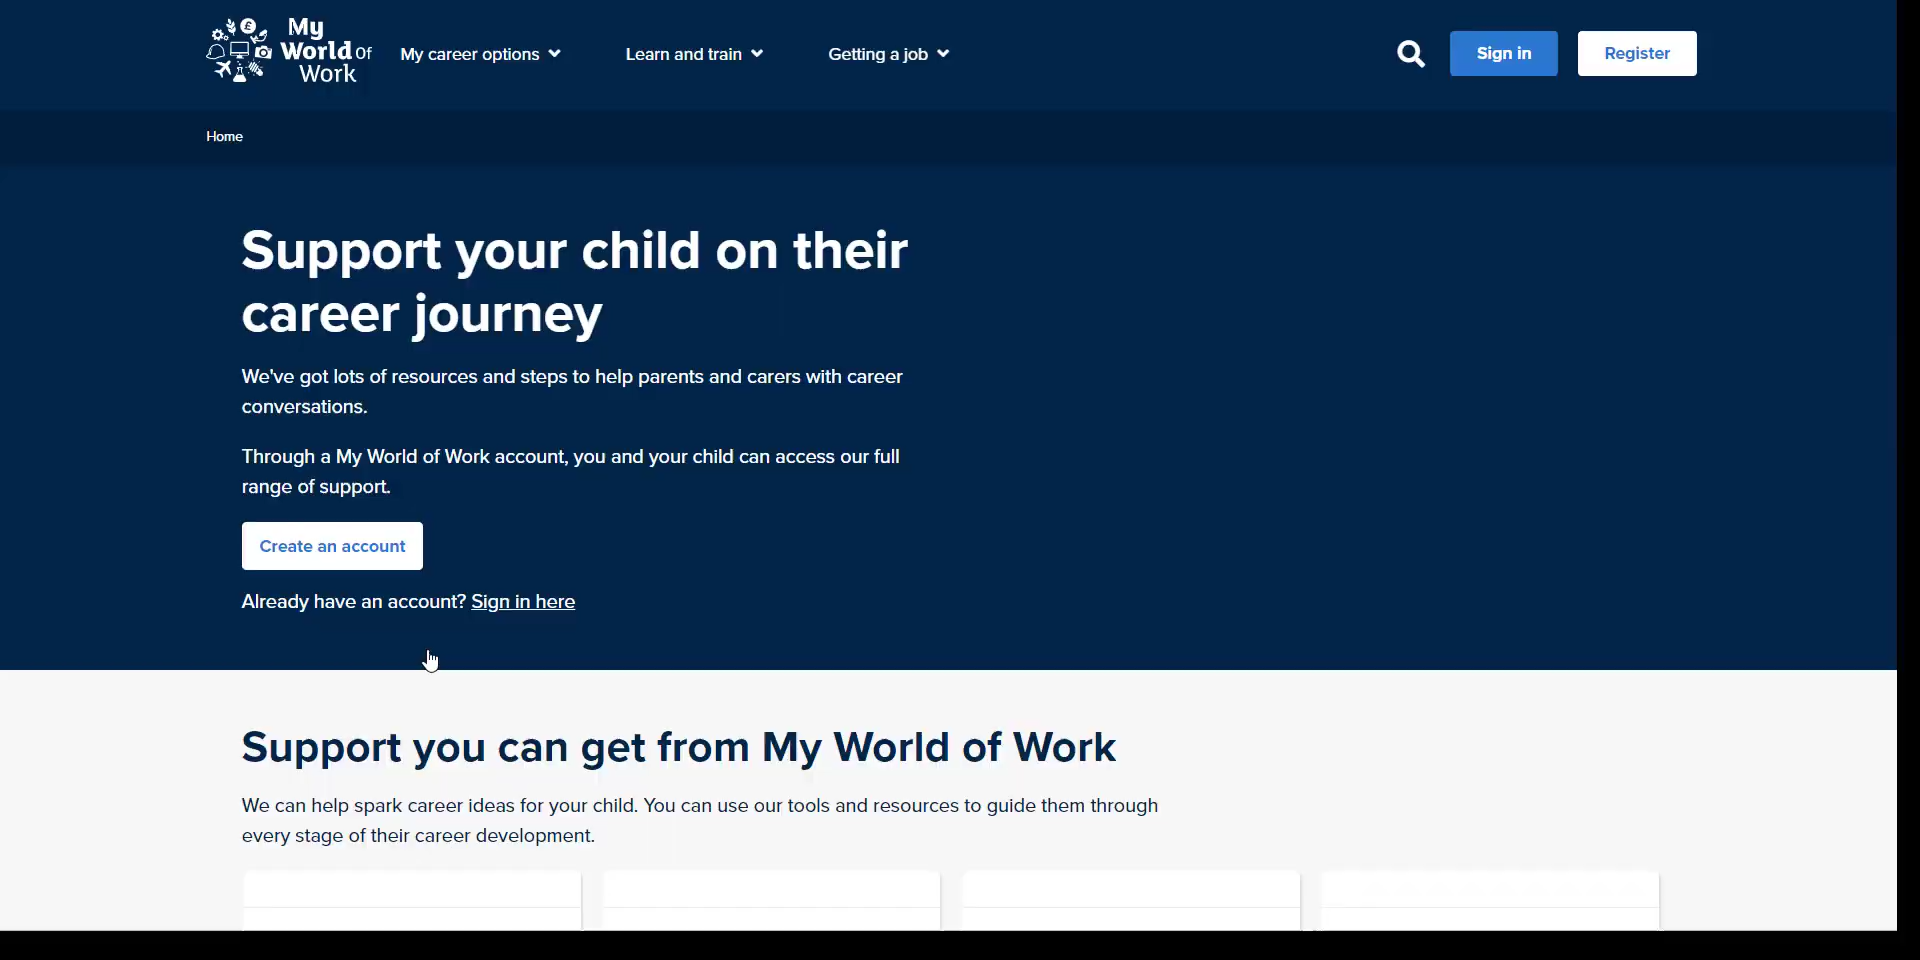 My
World Of
Work
My career options
Learn and train
Getting a job
Sign in
Register
Home
Support your child on their
career journey
We've got lots of resources and steps to help parents and carers with career
conversations.
Through a My World of Work account, you and your child can access our full
range of support.
Create an account
Already have an account? Sign in here
Support you can get from My World of Work
We can help spark career ideas for your child. You can use our tools and resources to guide them through
every stage of their career development.